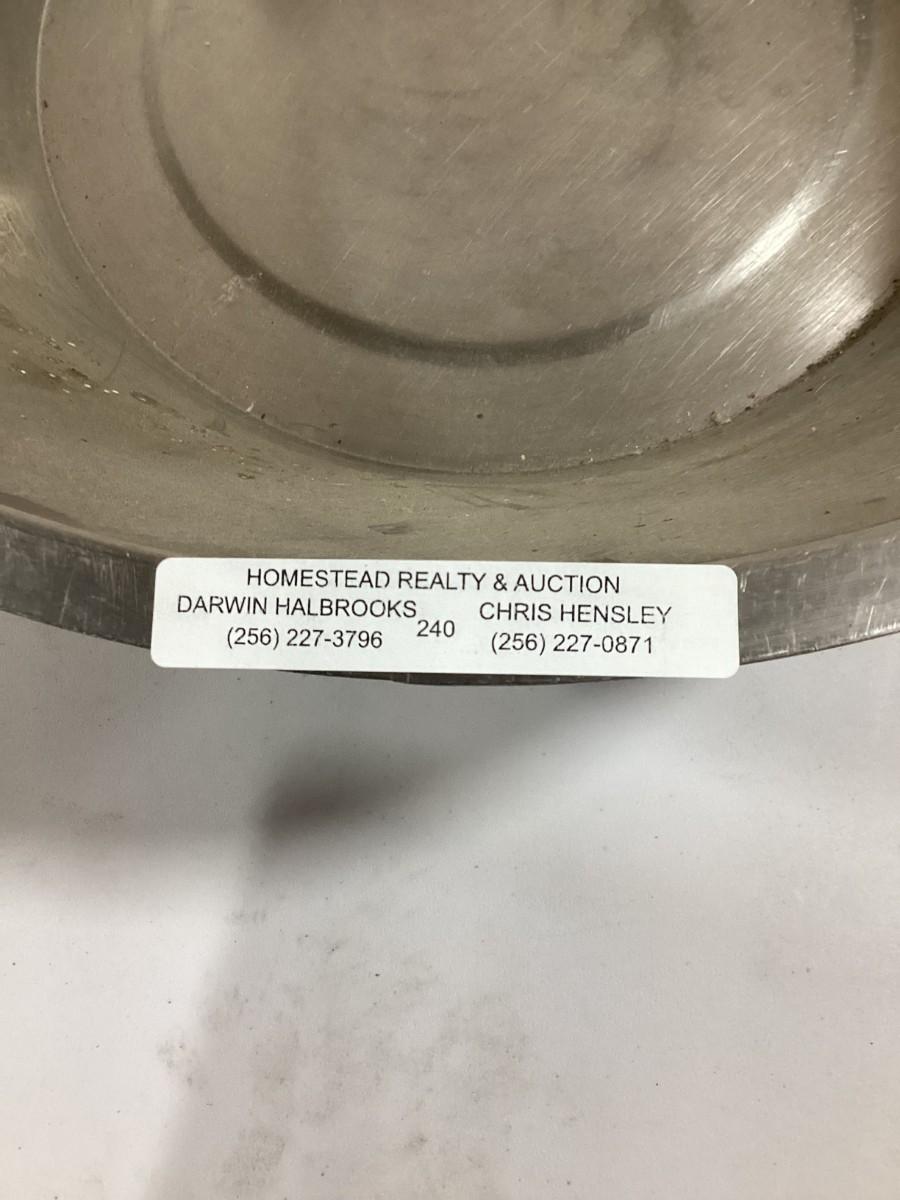 HOMESTEAD REALTY & AUCTION
DARWIN HALBROOKS 240 CHRIS HENSLEY
(256) 227-3796 (256) 227-0871